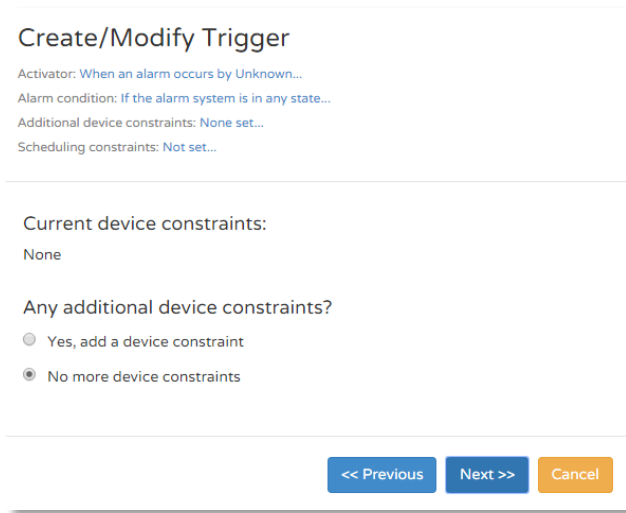 Create/Modify Trigger
Activator: When an alarm occurs by Unknown...
Alarm condition: If the alarm system is in any state...
Additional device constraints: None set...
Scheduling constraints: Not set...
Current device constraints:
None
Any additional device constraints?
Yes, add a device constraint
No more device constraints
<< Previous
Next >>
Cancel